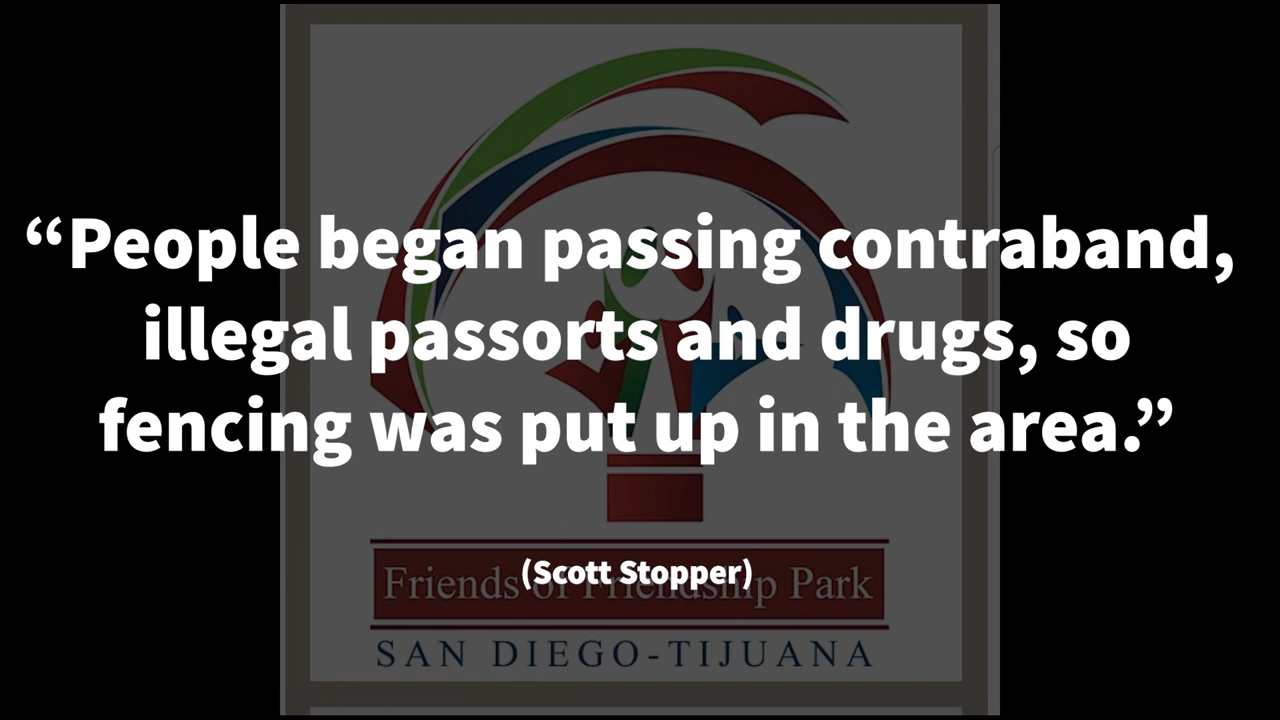 “People began passing contraband,
illegal passorts and drugs, so
fencing was put up in the area.”
(Scott Stopper)
Friends of Friendship Park
SAN DIEGO-TIJUANA